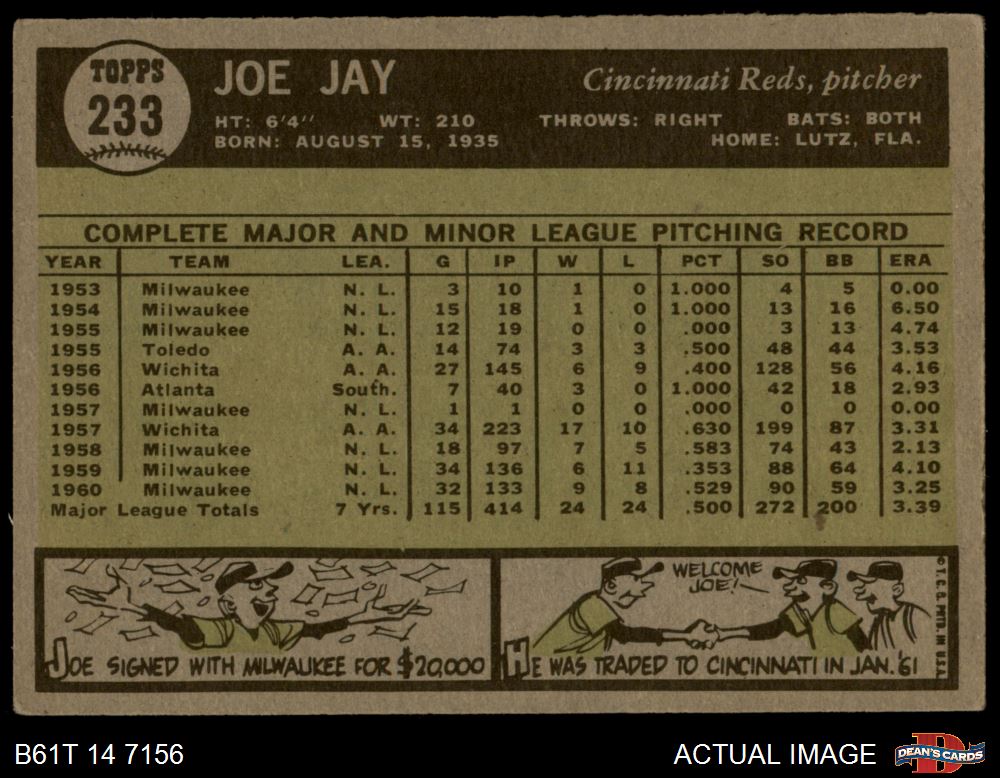 TOPPS
233
JOE JAY
Cincinnati Reds, pitcher
HT: 6'4" WT: 210 THROWS: RIGHT BATS: BOTH
BORN: AUGUST 15, 1935 HOME: LUTZ, FLA.
COMPLETE MAJOR AND MINOR LEAGUE PITCHING RECORD
YEAR TEAM LEA. G IP W L PCT SO BB ERA
1953 Milwaukee N. L. 3 10 1 0 1.000 4 5 0.00
1954 Milwaukee N. L. 15 18 1 0 1.000 13 16 6.50
1955 Milwaukee N. L. 12 19 0 0 .000 3 13 4.74
1955 Toledo A. A. 14 74 3 3 .500 48 44 3.53
1956 Wichita A. A. 27 145 6 9 .400 128 56 4.16
1956 Atlanta South. 7 40 3 0 1.000 42 18 2.93
1957 Milwaukee N. L. 1 1 0 0 .000 0 0 0.00
1957 Wichita A. A. 34 223 17 10 .630 199 87 3.31
1958 Milwaukee N. L. 18 97 7 5 .583 74 43 2.13
1959 Milwaukee N. L. 34 136 6 11 .353 88 64 4.10
1960 Milwaukee N. L. 32 133 9 8 .529 90 59 3.25
Major League Totals 7 Yrs. 115 414 24 24 .500 272 200 3.39
JOE SIGNED WITH MILWAUKEE FOR $20,000
WELCOME
JOE!
HE WAS TRADED TO CINCINNATI IN JAN. '61
© T. C. G. PRTD. IN U.S.A.
B61T 14 7156
ACTUAL IMAGE
D
DEAN'S CARDS